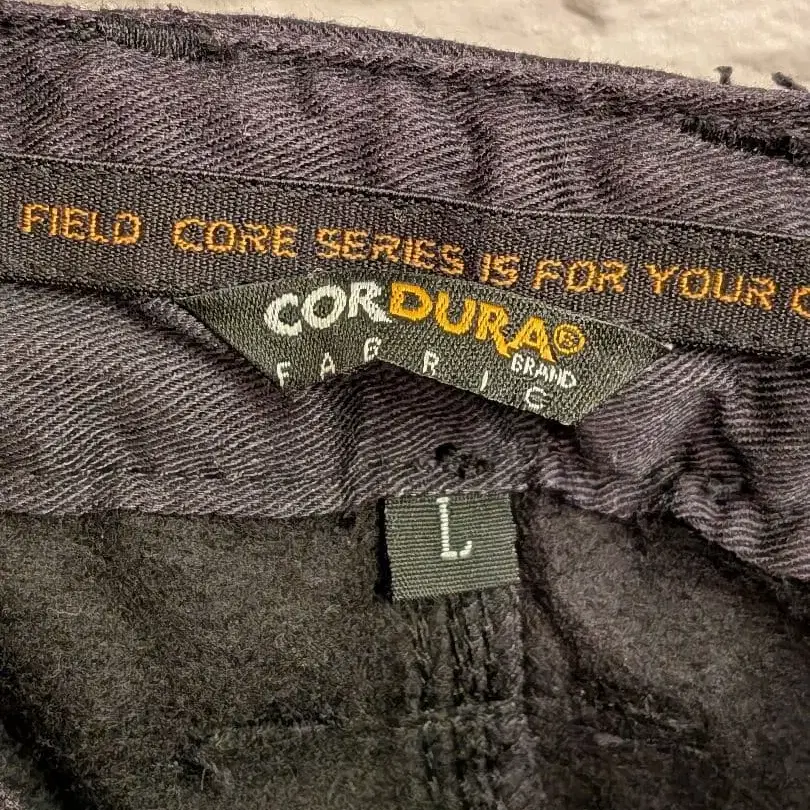 FIELD CORE SERIES IS FOR YOUR
CORDURA®
BRAND
FABRIC
L